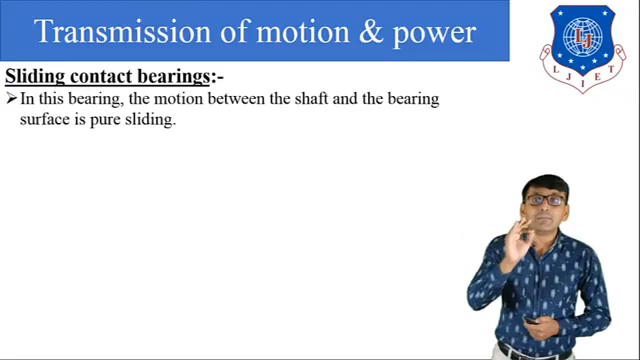 Transmission of motion & power
LJ
LJIET
Sliding contact bearings:-
➢In this bearing, the motion between the shaft and the bearing
surface is pure sliding.